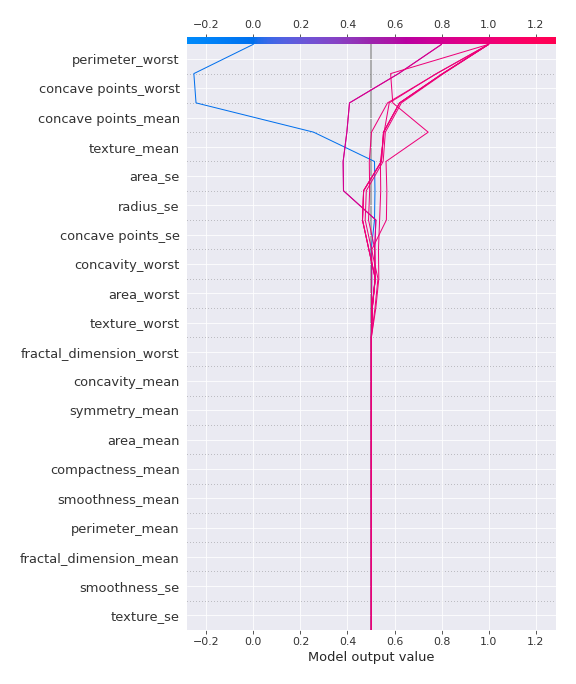 −0.2 0.0 0.2 0.4 0.6 0.8 1.0 1.2
perimeter_worst
concave points_worst
concave points_mean
texture_mean
area_se
radius_se
concave points_se
concavity_worst
area_worst
texture_worst
fractal_dimension_worst
concavity_mean
symmetry_mean
area_mean
compactness_mean
smoothness_mean
perimeter_mean
fractal_dimension_mean
smoothness_se
texture_se
−0.2 0.0 0.2 0.4 0.6 0.8 1.0 1.2
Model output value